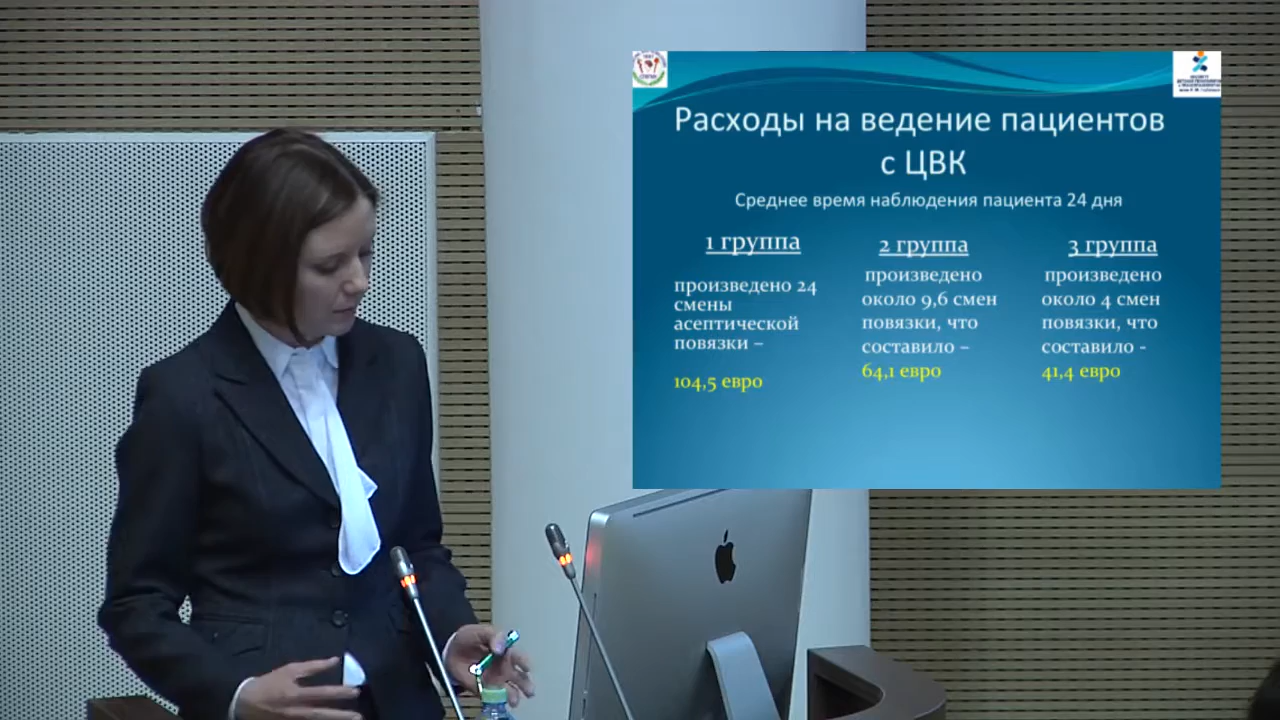 Расходы на ведение пациентов
с ЦВК
Среднее время наблюдения пациента 24 дня
1 группа
произведено 24
смены
асептической
повязки –
104,5 евро
2 группа
произведено
около 9,6 смен
повязки, что
составило –
64,1 евро
3 группа
произведено
около 4 смен
повязки, что
составило -
41,4 евро